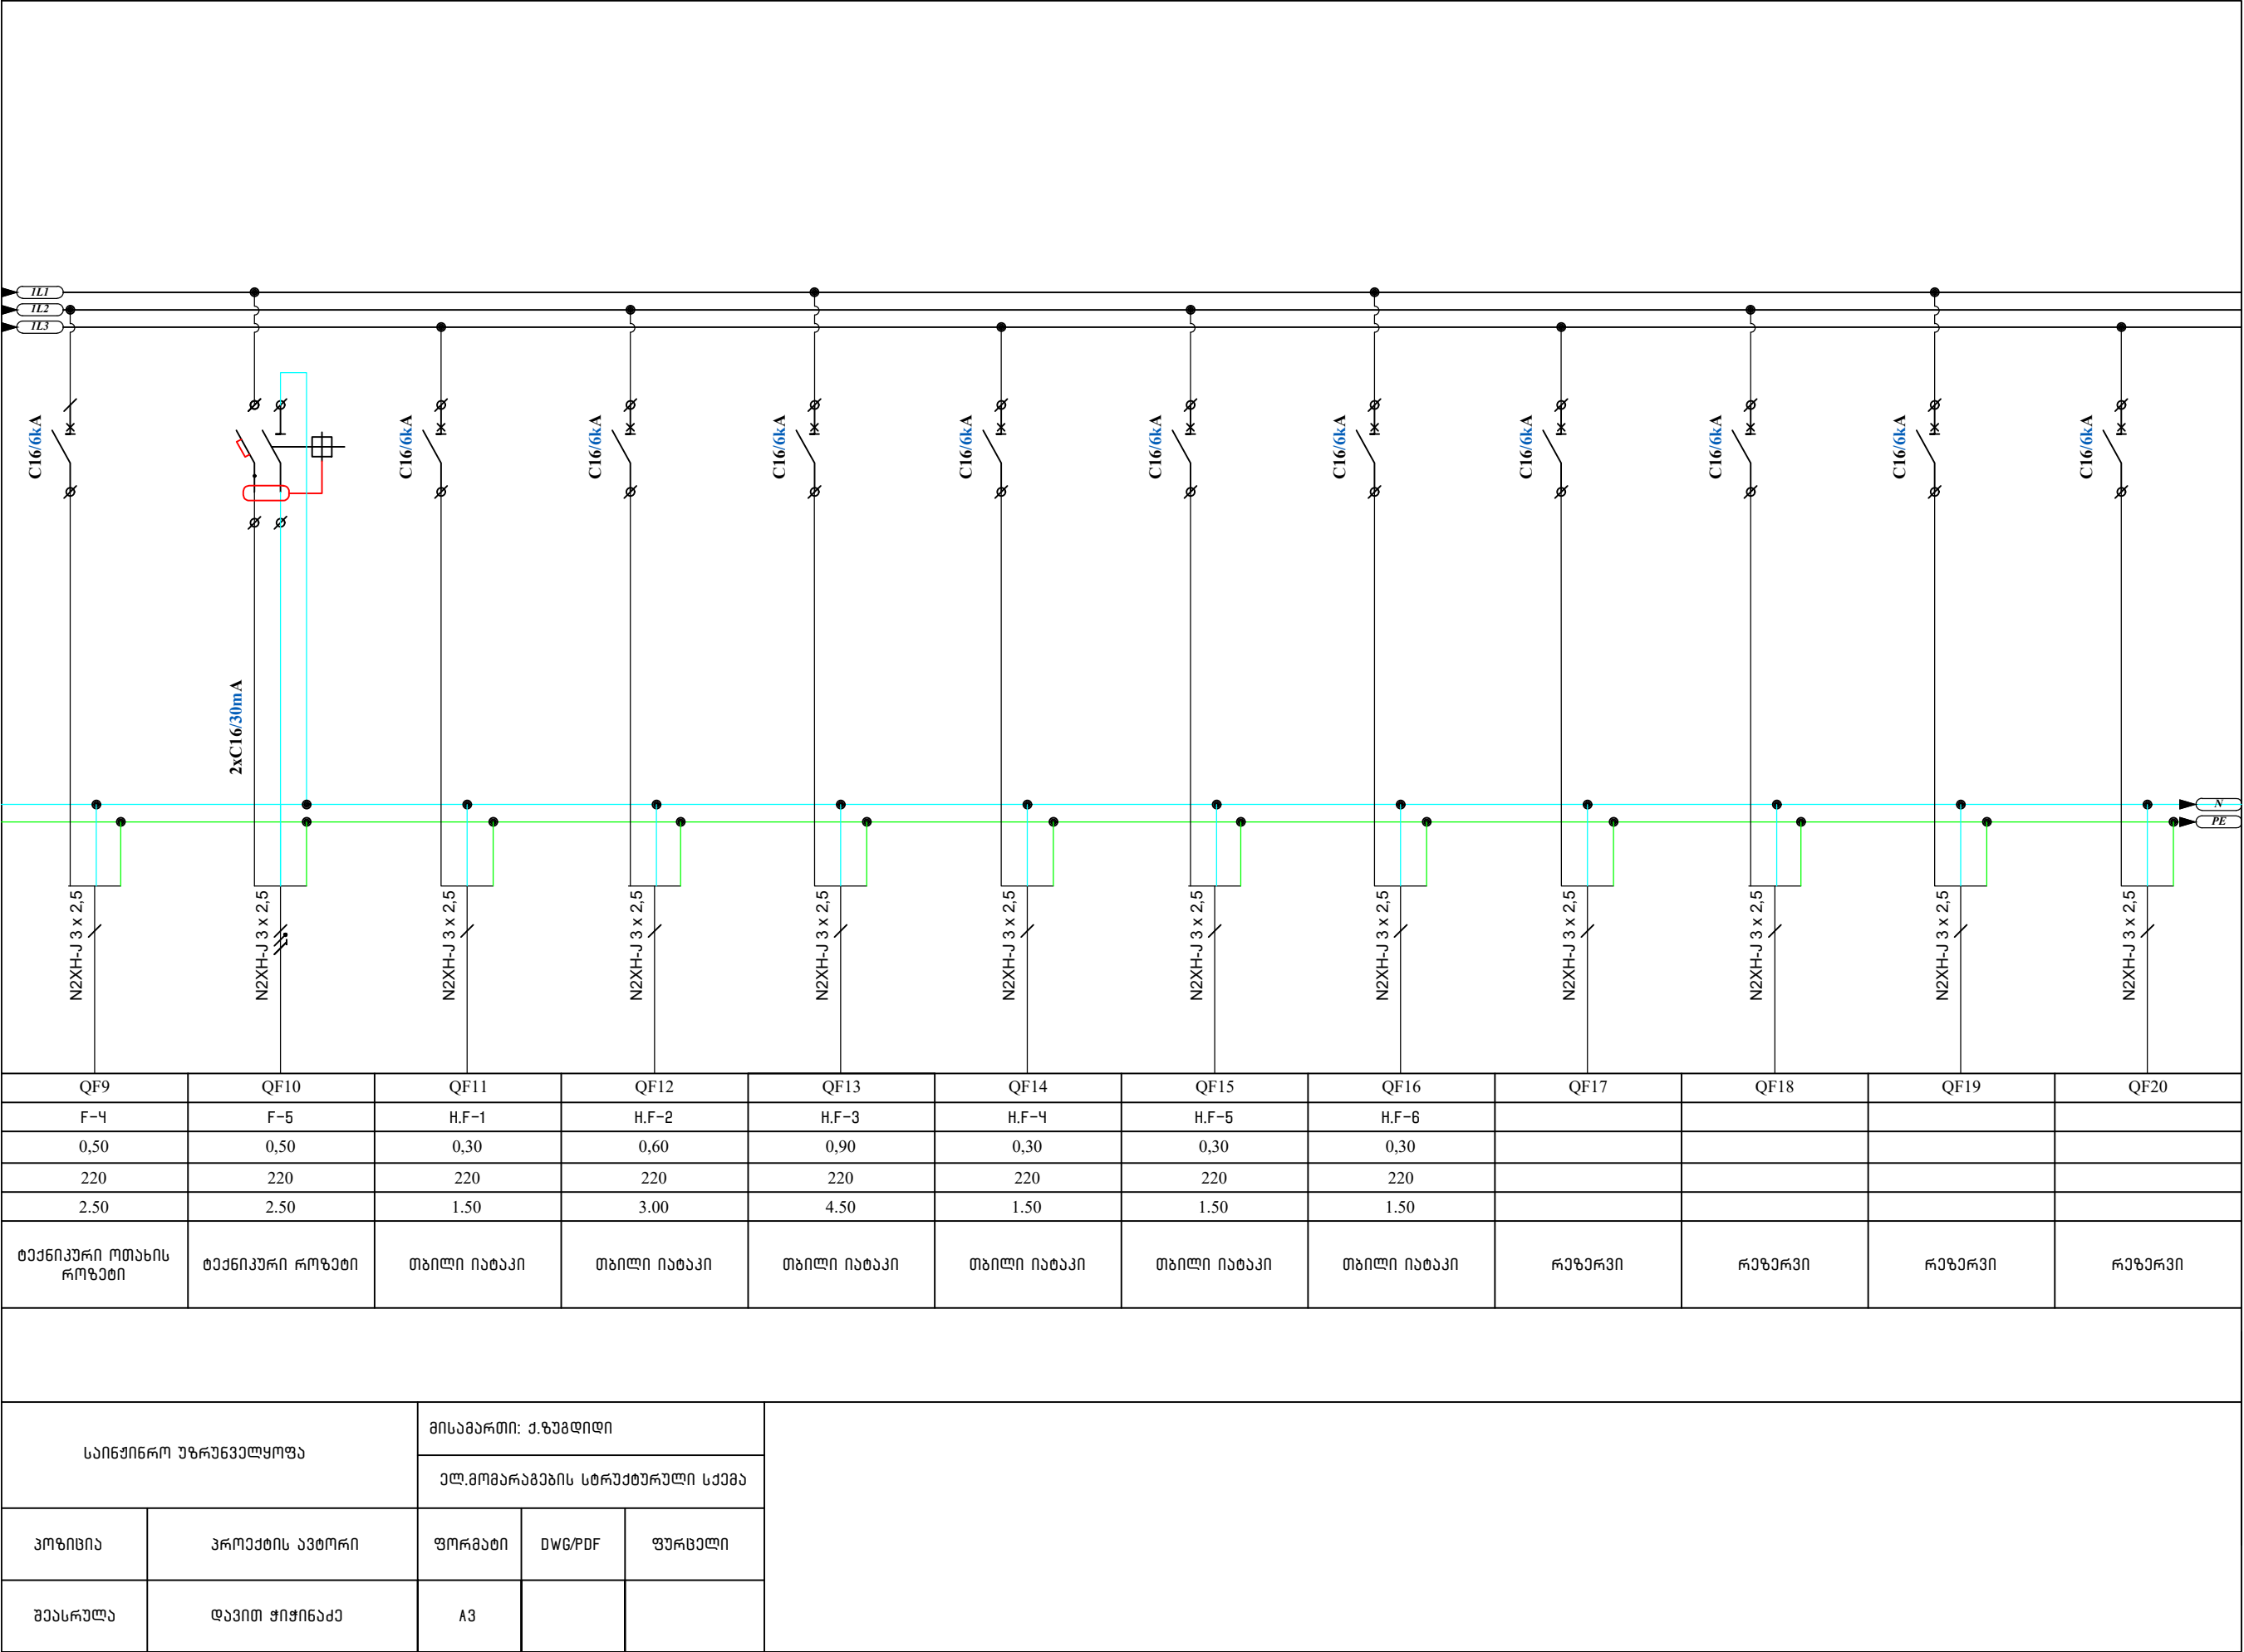 1L1
1L2
1L3
C16/6kA
2xC16/30mA
C16/6kA
C16/6kA
C16/6kA
C16/6kA
C16/6kA
C16/6kA
C16/6kA
C16/6kA
C16/6kA
C16/6kA
N
PE
N2XH-J 3 x 2,5
N2XH-J 3 x 2,5
N2XH-J 3 x 2,5
N2XH-J 3 x 2,5
N2XH-J 3 x 2,5
N2XH-J 3 x 2,5
N2XH-J 3 x 2,5
N2XH-J 3 x 2,5
N2XH-J 3 x 2,5
N2XH-J 3 x 2,5
N2XH-J 3 x 2,5
N2XH-J 3 x 2,5
QF9 QF10 QF11 QF12 QF13 QF14 QF15 QF16 QF17 QF18 QF19 QF20
F-4 F-5 H.F-1 H.F-2 H.F-3 H.F-4 H.F-5 H.F-6
0,50 0,50 0,30 0,60 0,90 0,30 0,30 0,30
220 220 220 220 220 220 220 220
2.50 2.50 1.50 3.00 4.50 1.50 1.50 1.50
ტექნიკური ოთახის
როზეტი
ტექნიკური როზეტი
თბილი იატაკი
თბილი იატაკი
თბილი იატაკი
თბილი იატაკი
თბილი იატაკი
თბილი იატაკი
რეზერვი
რეზერვი
რეზერვი
რეზერვი
საინჟინრო უზრუნველყოფა
მისამართი: ქ.ზუგდიდი
ელ.მომარაგების სტრუქტურული სქემა
პოზიცია პროექტის ავტორი ფორმატი DWG/PDF ფურცელი
შეასრულა დავით ჭიჭინაძე A3